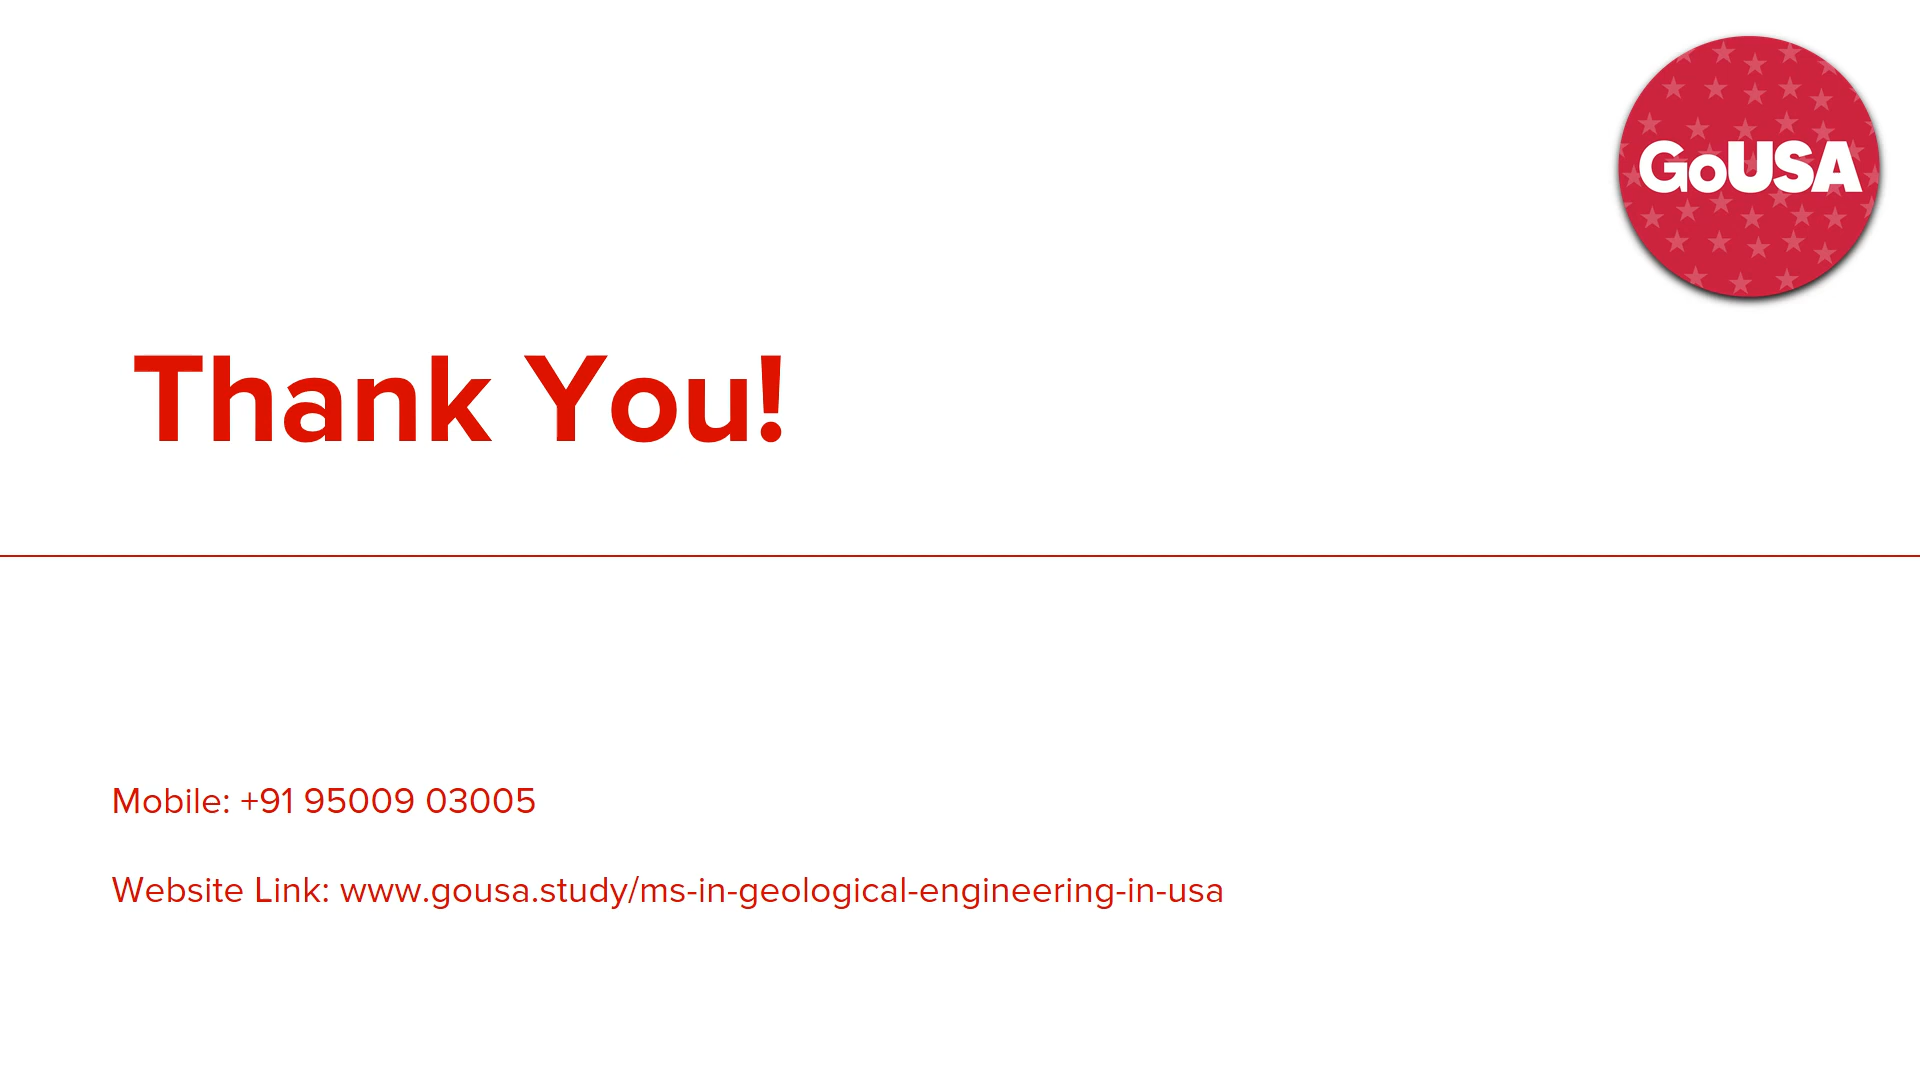 GoUSA
Thank You!
Mobile: +91 95009 03005
Website Link: www.gousa.study/ms-in-geological-engineering-in-usa